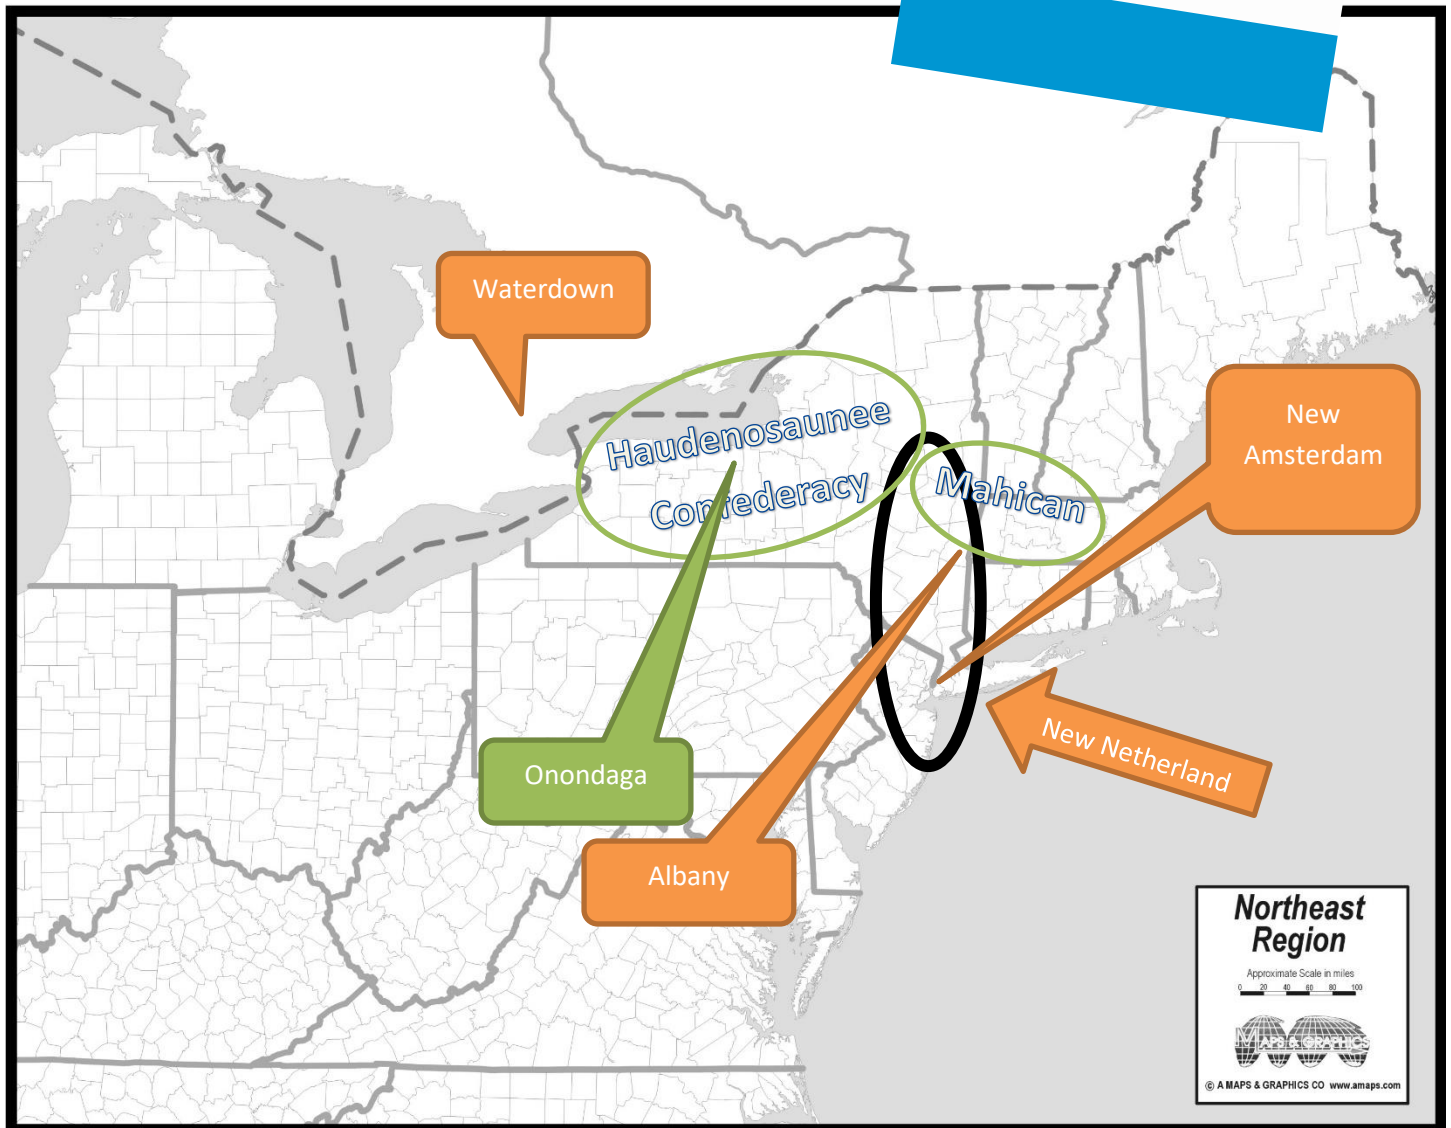 Waterdown
New
Amsterdam
Haudenosaunee
Confederacy
Mahican
New Netherland
Onondaga
Albany
Northeast
Region
Approximate Scale in miles
0 20 40 60 80 100
MAPS & GRAPHICS
© A MAPS & GRAPHICS CO www.amaps.com